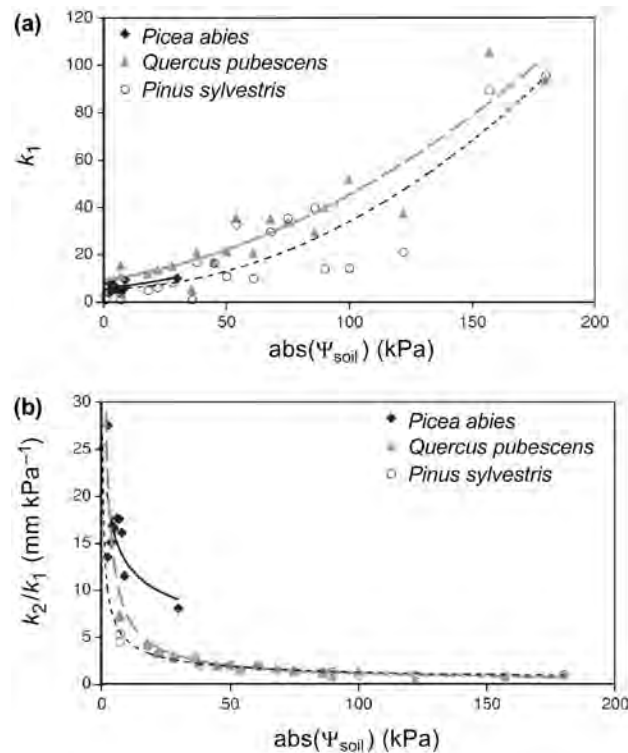 (a)
120
100
80
60
40
20
0
k₁
Picea abies
Quercus pubescens
Pinus sylvestris
0 50 100 150 200
abs(Ψsoil) (kPa)
(b)
30
25
20
15
10
5
0
k₂/k₁ (mm kPa⁻¹)
Picea abies
Quercus pubescens
Pinus sylvestris
0 50 100 150 200
abs(Ψsoil) (kPa)